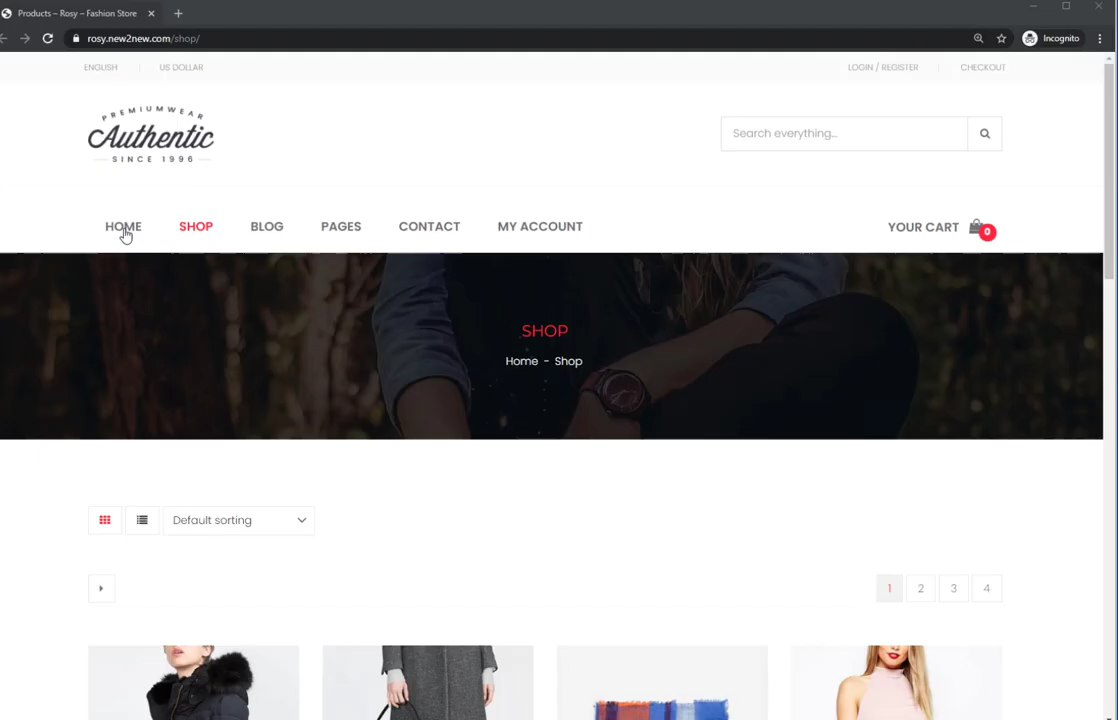 Products – Rosy – Fashion Store
rosy.new2new.com/shop/
Incognito
ENGLISH
US DOLLAR
LOGIN / REGISTER
CHECKOUT
PREMIUMWEAR
Authentic
SINCE 1996
Search everything...
HOME
SHOP
BLOG
PAGES
CONTACT
MY ACCOUNT
YOUR CART
0
SHOP
Home - Shop
Default sorting
1
2
3
4